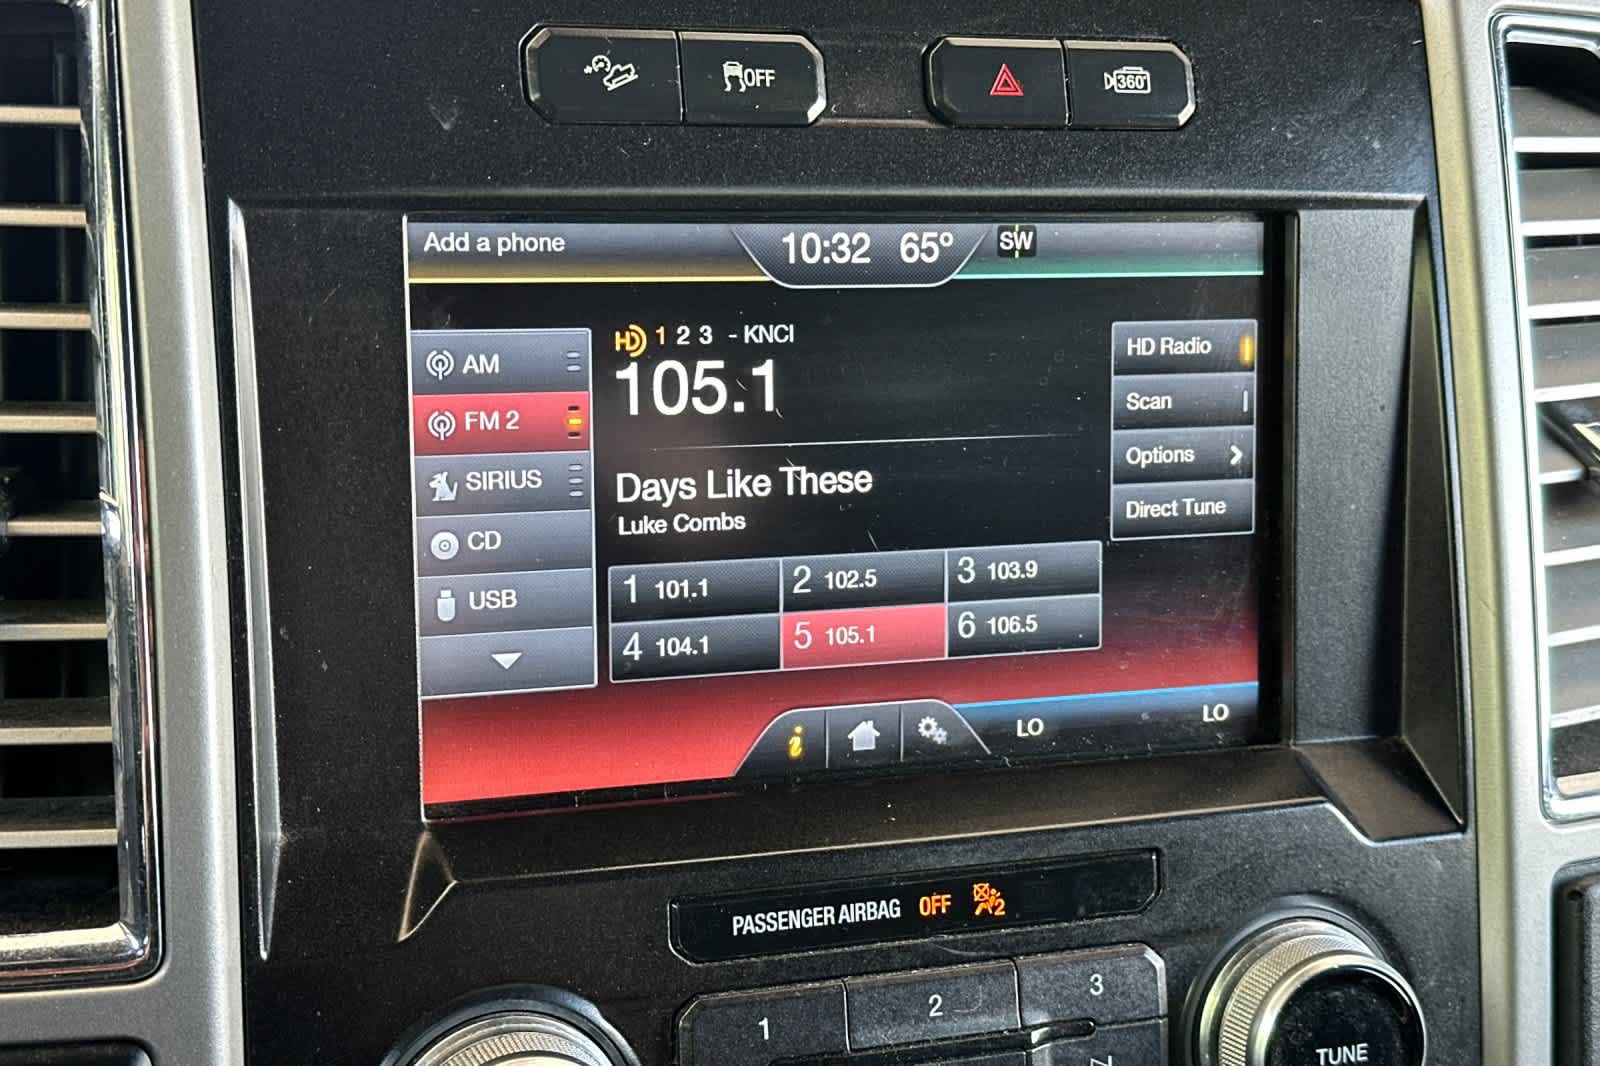 OFF
360°
Add a phone
10:32 65°
SW
HD 1 2 3 - KNCI
105.1
AM
FM 2
SIRIUS
CD
USB
HD Radio
Scan
Options
Direct Tune
Days Like These
Luke Combs
1 101.1
2 102.5
3 103.9
4 104.1
5 105.1
6 106.5
i
LO
LO
PASSENGER AIRBAG OFF 2
1
2
3
TUNE